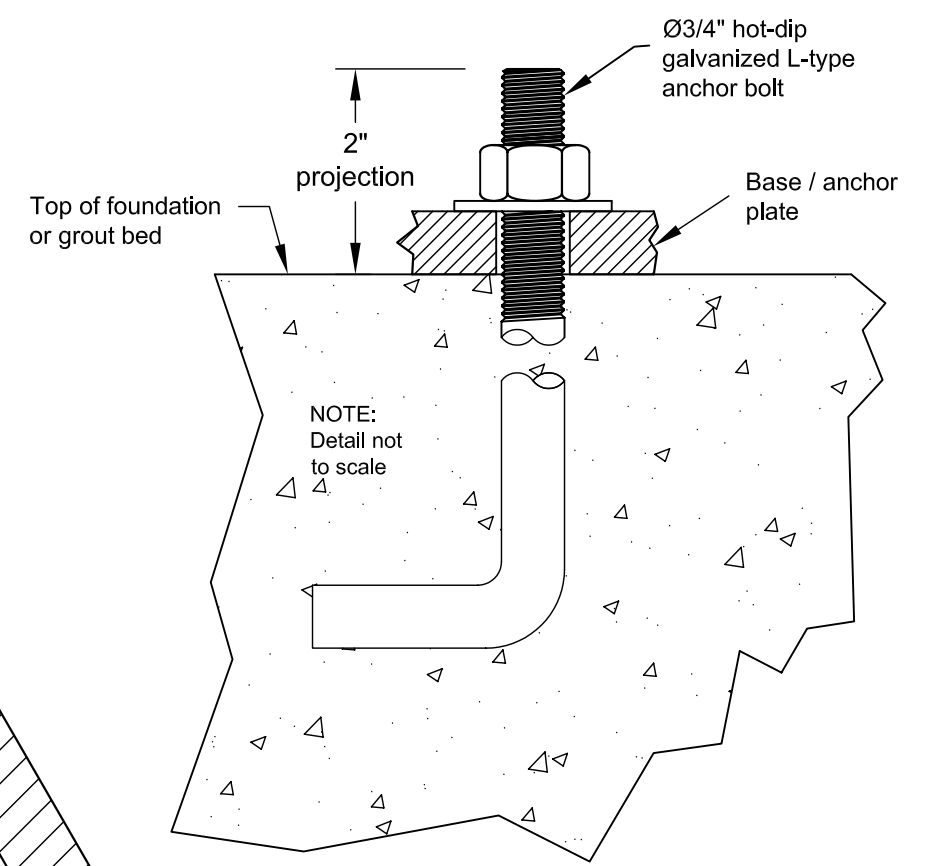 Ø3/4" hot-dip
galvanized L-type
anchor bolt
2"
projection
Base / anchor
plate
Top of foundation
or grout bed
NOTE:
Detail not
to scale